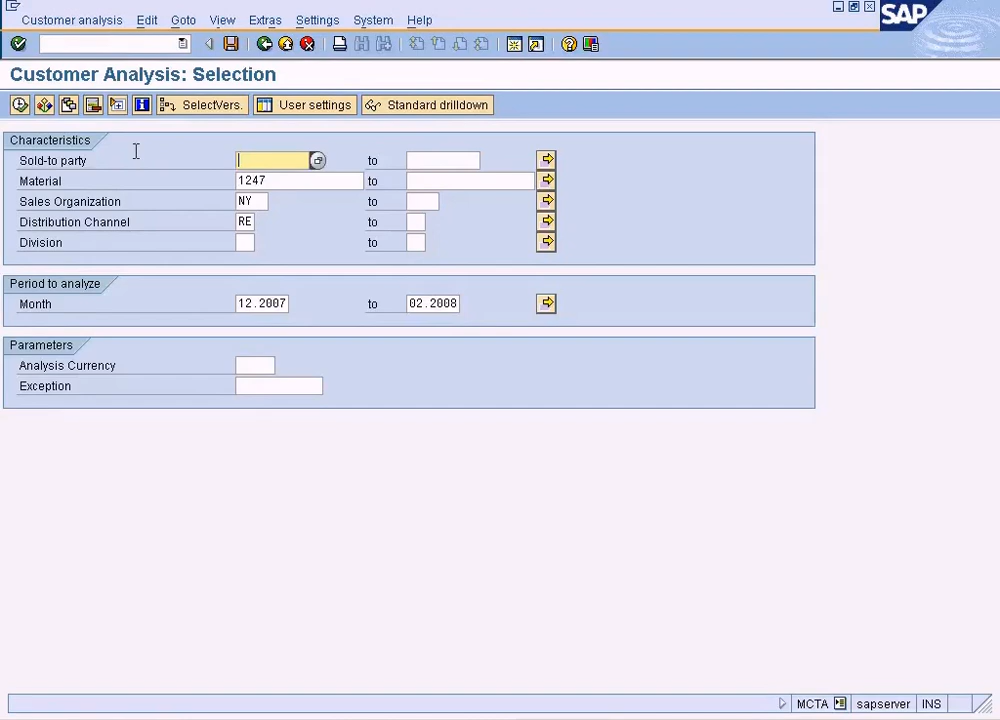 Customer analysis Edit Goto View Extras Settings System Help
SAP
Customer Analysis: Selection
SelectVers. User settings Standard drilldown
Characteristics
Sold-to party to
Material 1247 to
Sales Organization NY to
Distribution Channel RE to
Division to
Period to analyze
Month 12.2007 to 02.2008
Parameters
Analysis Currency
Exception
MCTA sapserver INS